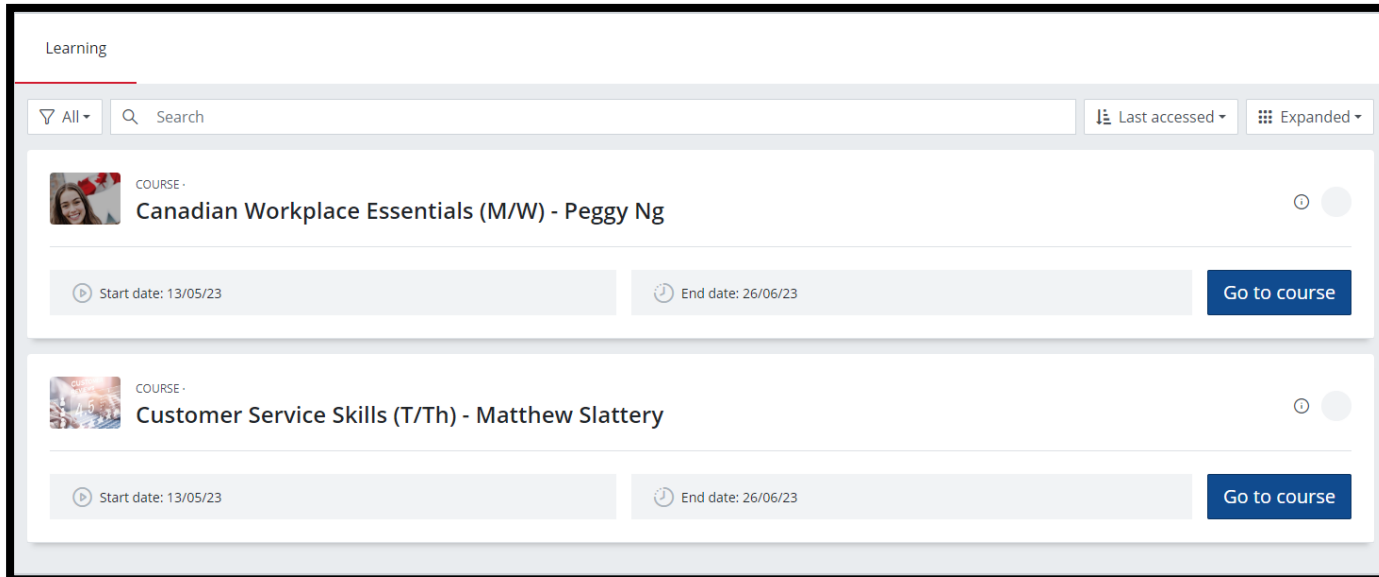 Learning
All
Search
Last accessed
Expanded
COURSE ·
Canadian Workplace Essentials (M/W) - Peggy Ng
Start date: 13/05/23
End date: 26/06/23
Go to course
COURSE ·
Customer Service Skills (T/Th) - Matthew Slattery
Start date: 13/05/23
End date: 26/06/23
Go to course